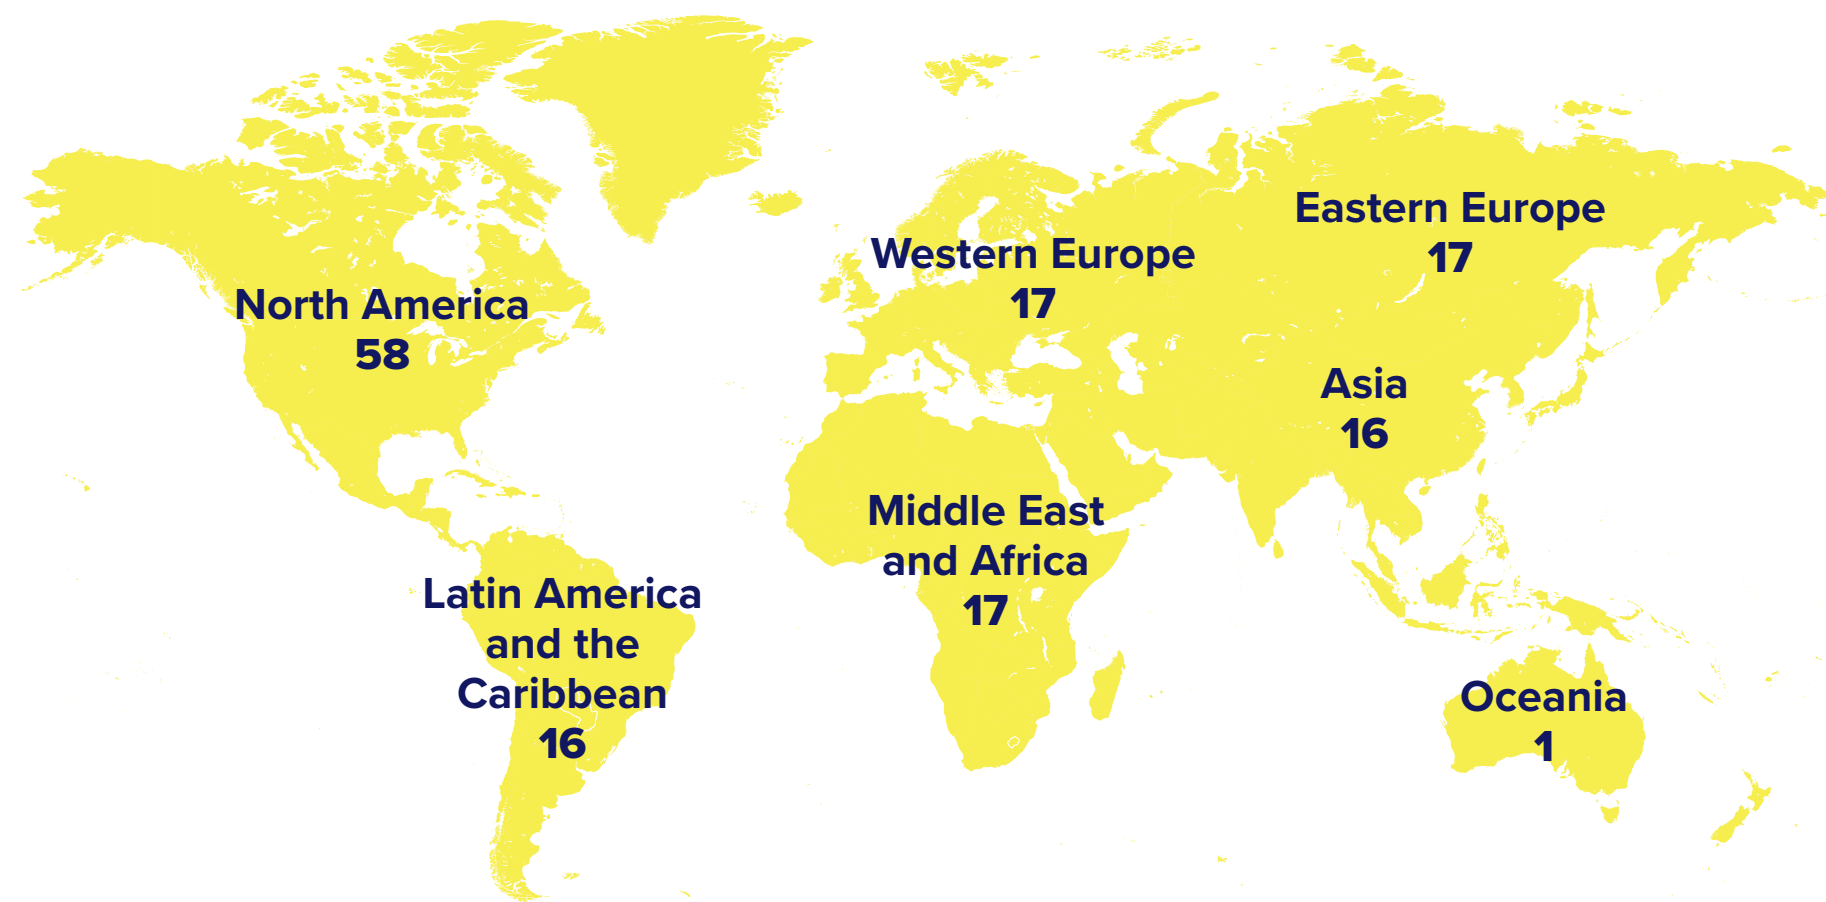 North America
58
Western Europe
17
Eastern Europe
17
Asia
16
Middle East
and Africa
17
Latin America
and the
Caribbean
16
Oceania
1